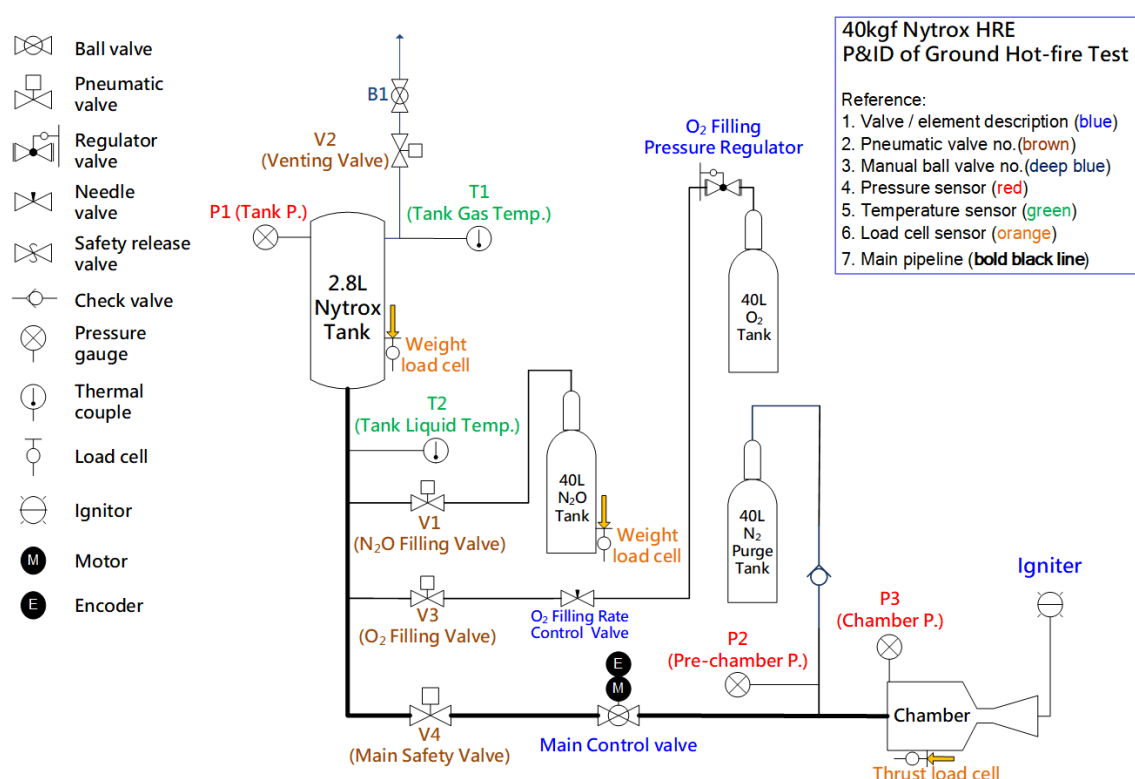 Ball valve
Pneumatic
valve
Regulator
valve
Needle
valve
Safety release
valve
Check valve
Pressure
gauge
Thermal
couple
Load cell
Ignitor
M
Motor
E
Encoder
40kgf Nytrox HRE
P&ID of Ground Hot-fire Test
Reference:
1. Valve / element description (blue)
2. Pneumatic valve no.(brown)
3. Manual ball valve no.(deep blue)
4. Pressure sensor (red)
5. Temperature sensor (green)
6. Load cell sensor (orange)
7. Main pipeline (bold black line)
B1
V2
(Venting Valve)
T1
(Tank Gas Temp.)
P1 (Tank P.)
2.8L
Nytrox
Tank
Weight
load cell
O₂ Filling
Pressure Regulator
40L
O₂
Tank
T2
(Tank Liquid Temp.)
V1
(N₂O Filling Valve)
40L
N₂O
Tank
Weight
load cell
40L
N₂
Purge
Tank
V3
(O₂ Filling Valve)
O₂ Filling Rate
Control Valve
V4
(Main Safety Valve)
E
M
Main Control valve
P2
(Pre-chamber P.)
P3
(Chamber P.)
Igniter
Chamber
Thrust load cell